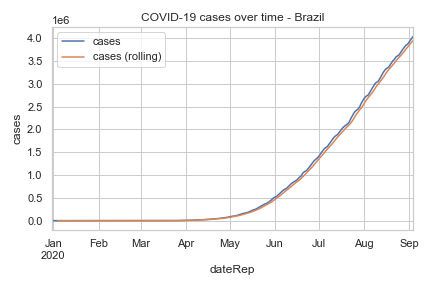 COVID-19 cases over time - Brazil
1e6
cases
cases (rolling)
4.0
3.5
3.0
2.5
2.0
1.5
1.0
0.5
0.0
cases
Jan Feb Mar Apr May Jun Jul Aug Sep
2020
dateRep